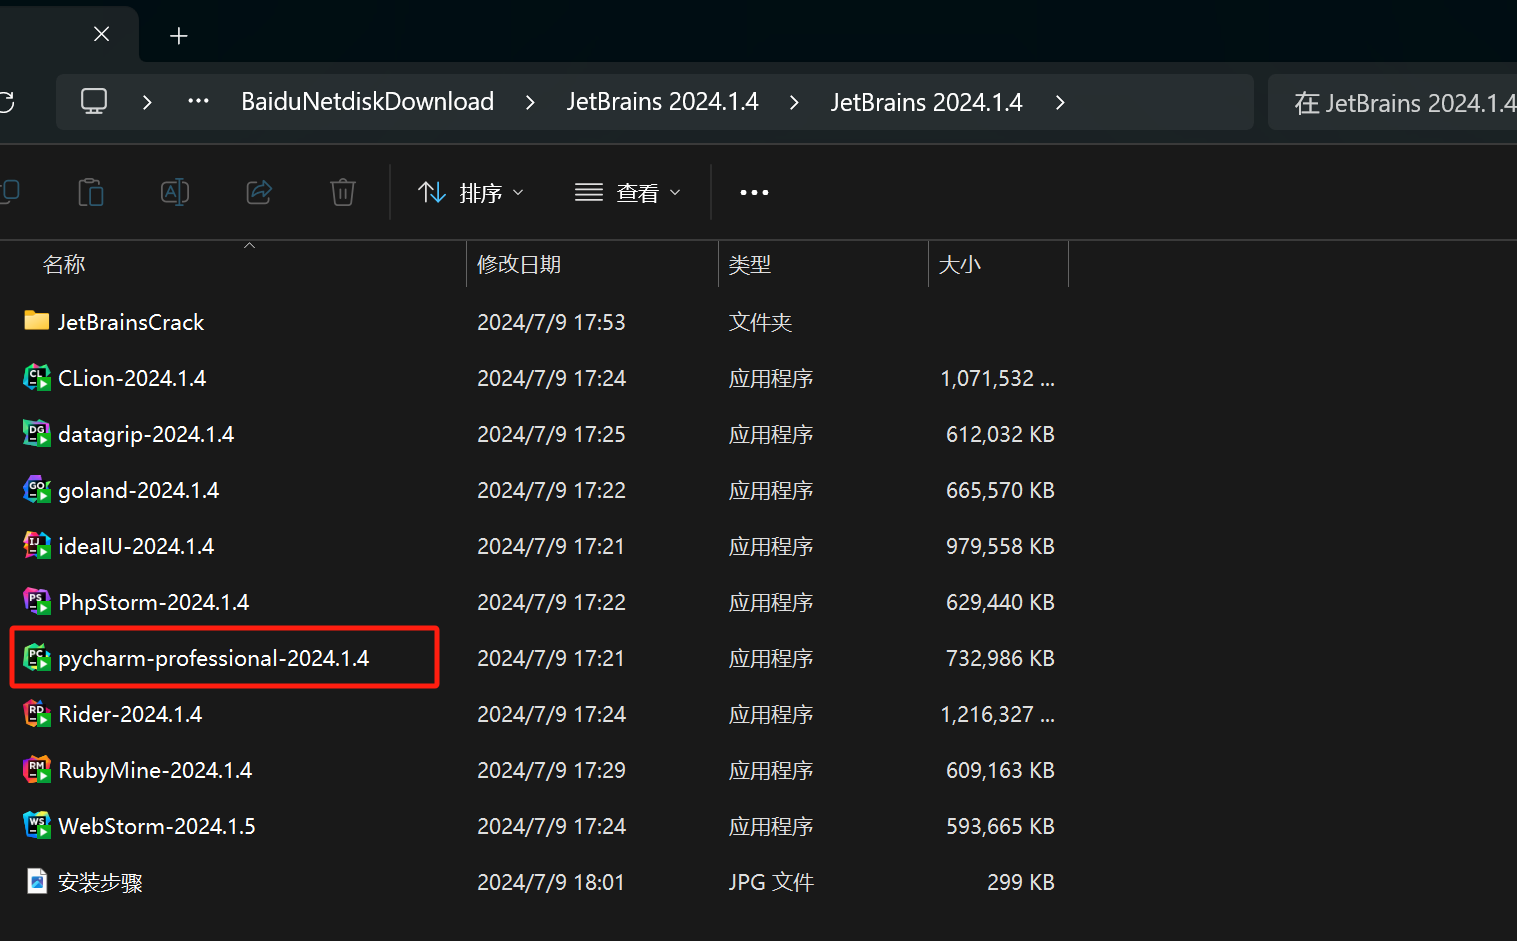 BaiduNetdiskDownload > JetBrains 2024.1.4 > JetBrains 2024.1.4 >
在 JetBrains 2024.1.4
排序 查看
名称 修改日期 类型 大小
JetBrainsCrack 2024/7/9 17:53 文件夹
CLion-2024.1.4 2024/7/9 17:24 应用程序 1,071,532 ...
datagrip-2024.1.4 2024/7/9 17:25 应用程序 612,032 KB
goland-2024.1.4 2024/7/9 17:22 应用程序 665,570 KB
ideaIU-2024.1.4 2024/7/9 17:21 应用程序 979,558 KB
PhpStorm-2024.1.4 2024/7/9 17:22 应用程序 629,440 KB
pycharm-professional-2024.1.4 2024/7/9 17:21 应用程序 732,986 KB
Rider-2024.1.4 2024/7/9 17:24 应用程序 1,216,327 ...
RubyMine-2024.1.4 2024/7/9 17:29 应用程序 609,163 KB
WebStorm-2024.1.5 2024/7/9 17:24 应用程序 593,665 KB
安装步骤 2024/7/9 18:01 JPG 文件 299 KB